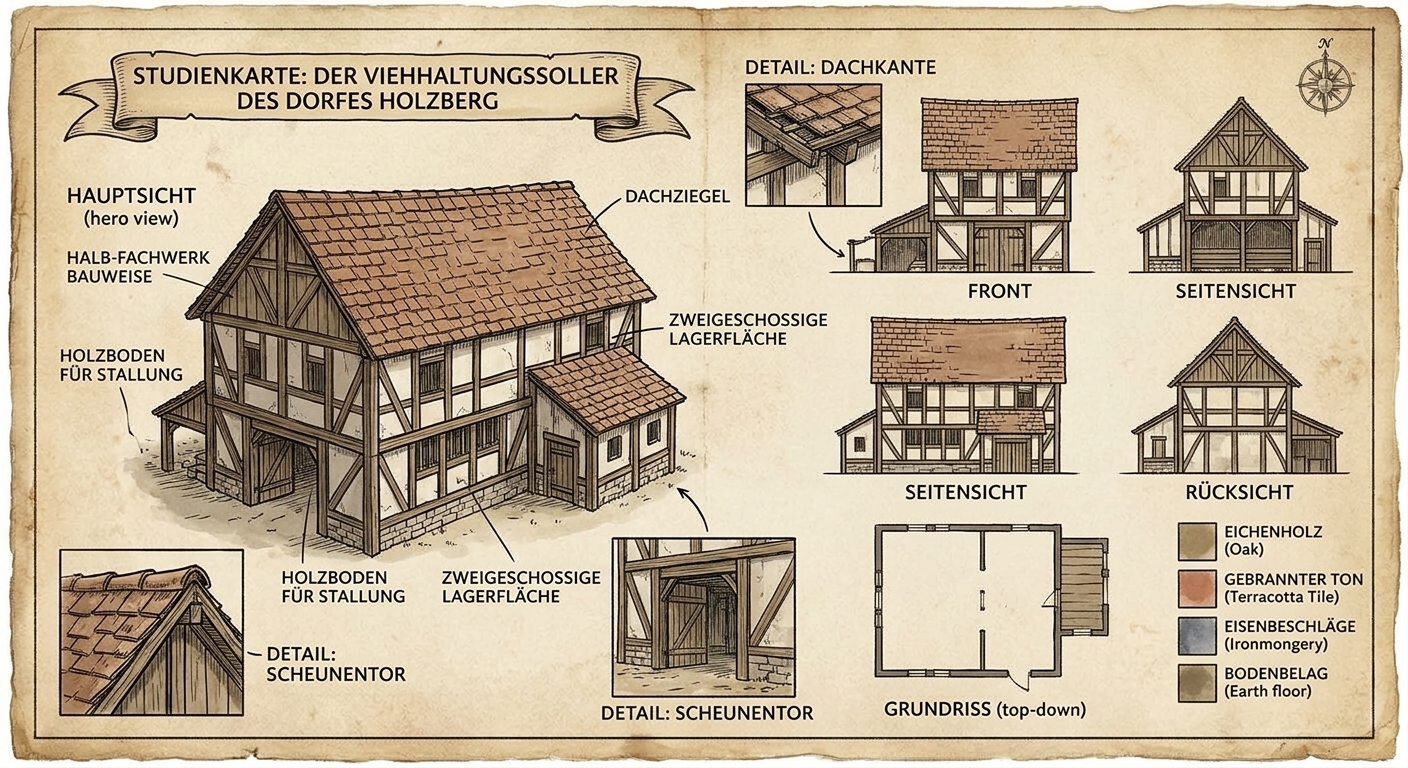 STUDIENKARTE: DER VIEHHALTUNGSSOLLER
DES DORFES HOLZBERG
HAUPTSICHT
(hero view)
HALB-FACHWERK
BAUWEISE
HOLZBODEN
FÜR STALLUNG
DACHZIEGEL
ZWEIGESCHOSSIGE
LAGERFLÄCHE
HOLZBODEN
FÜR STALLUNG
ZWEIGESCHOSSIGE
LAGERFLÄCHE
DETAIL:
SCHEUNENTOR
DETAIL: SCHEUNENTOR
DETAIL: DACHKANTE
N
FRONT
SEITENSICHT
SEITENSICHT
RÜCKSICHT
GRUNDRISS (top-down)
EICHENHOLZ
(Oak)
GEBRANNTER TON
(Terracotta Tile)
EISENBESCHLÄGE
(Ironmongery)
BODENBELAG
(Earth floor)